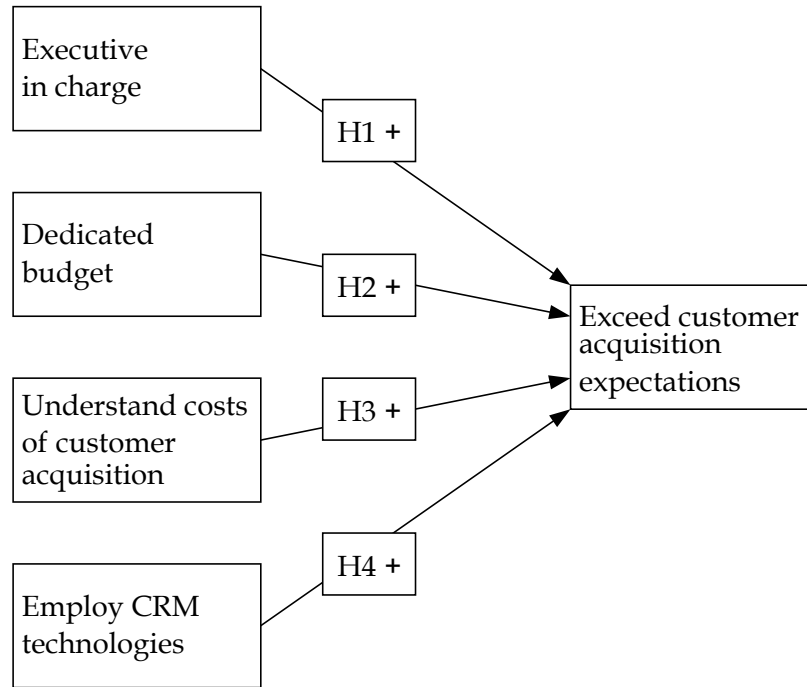 Executive
in charge
H1 +
Dedicated
budget
H2 +
Exceed customer
acquisition
expectations
Understand costs
of customer
acquisition
H3 +
H4 +
Employ CRM
technologies